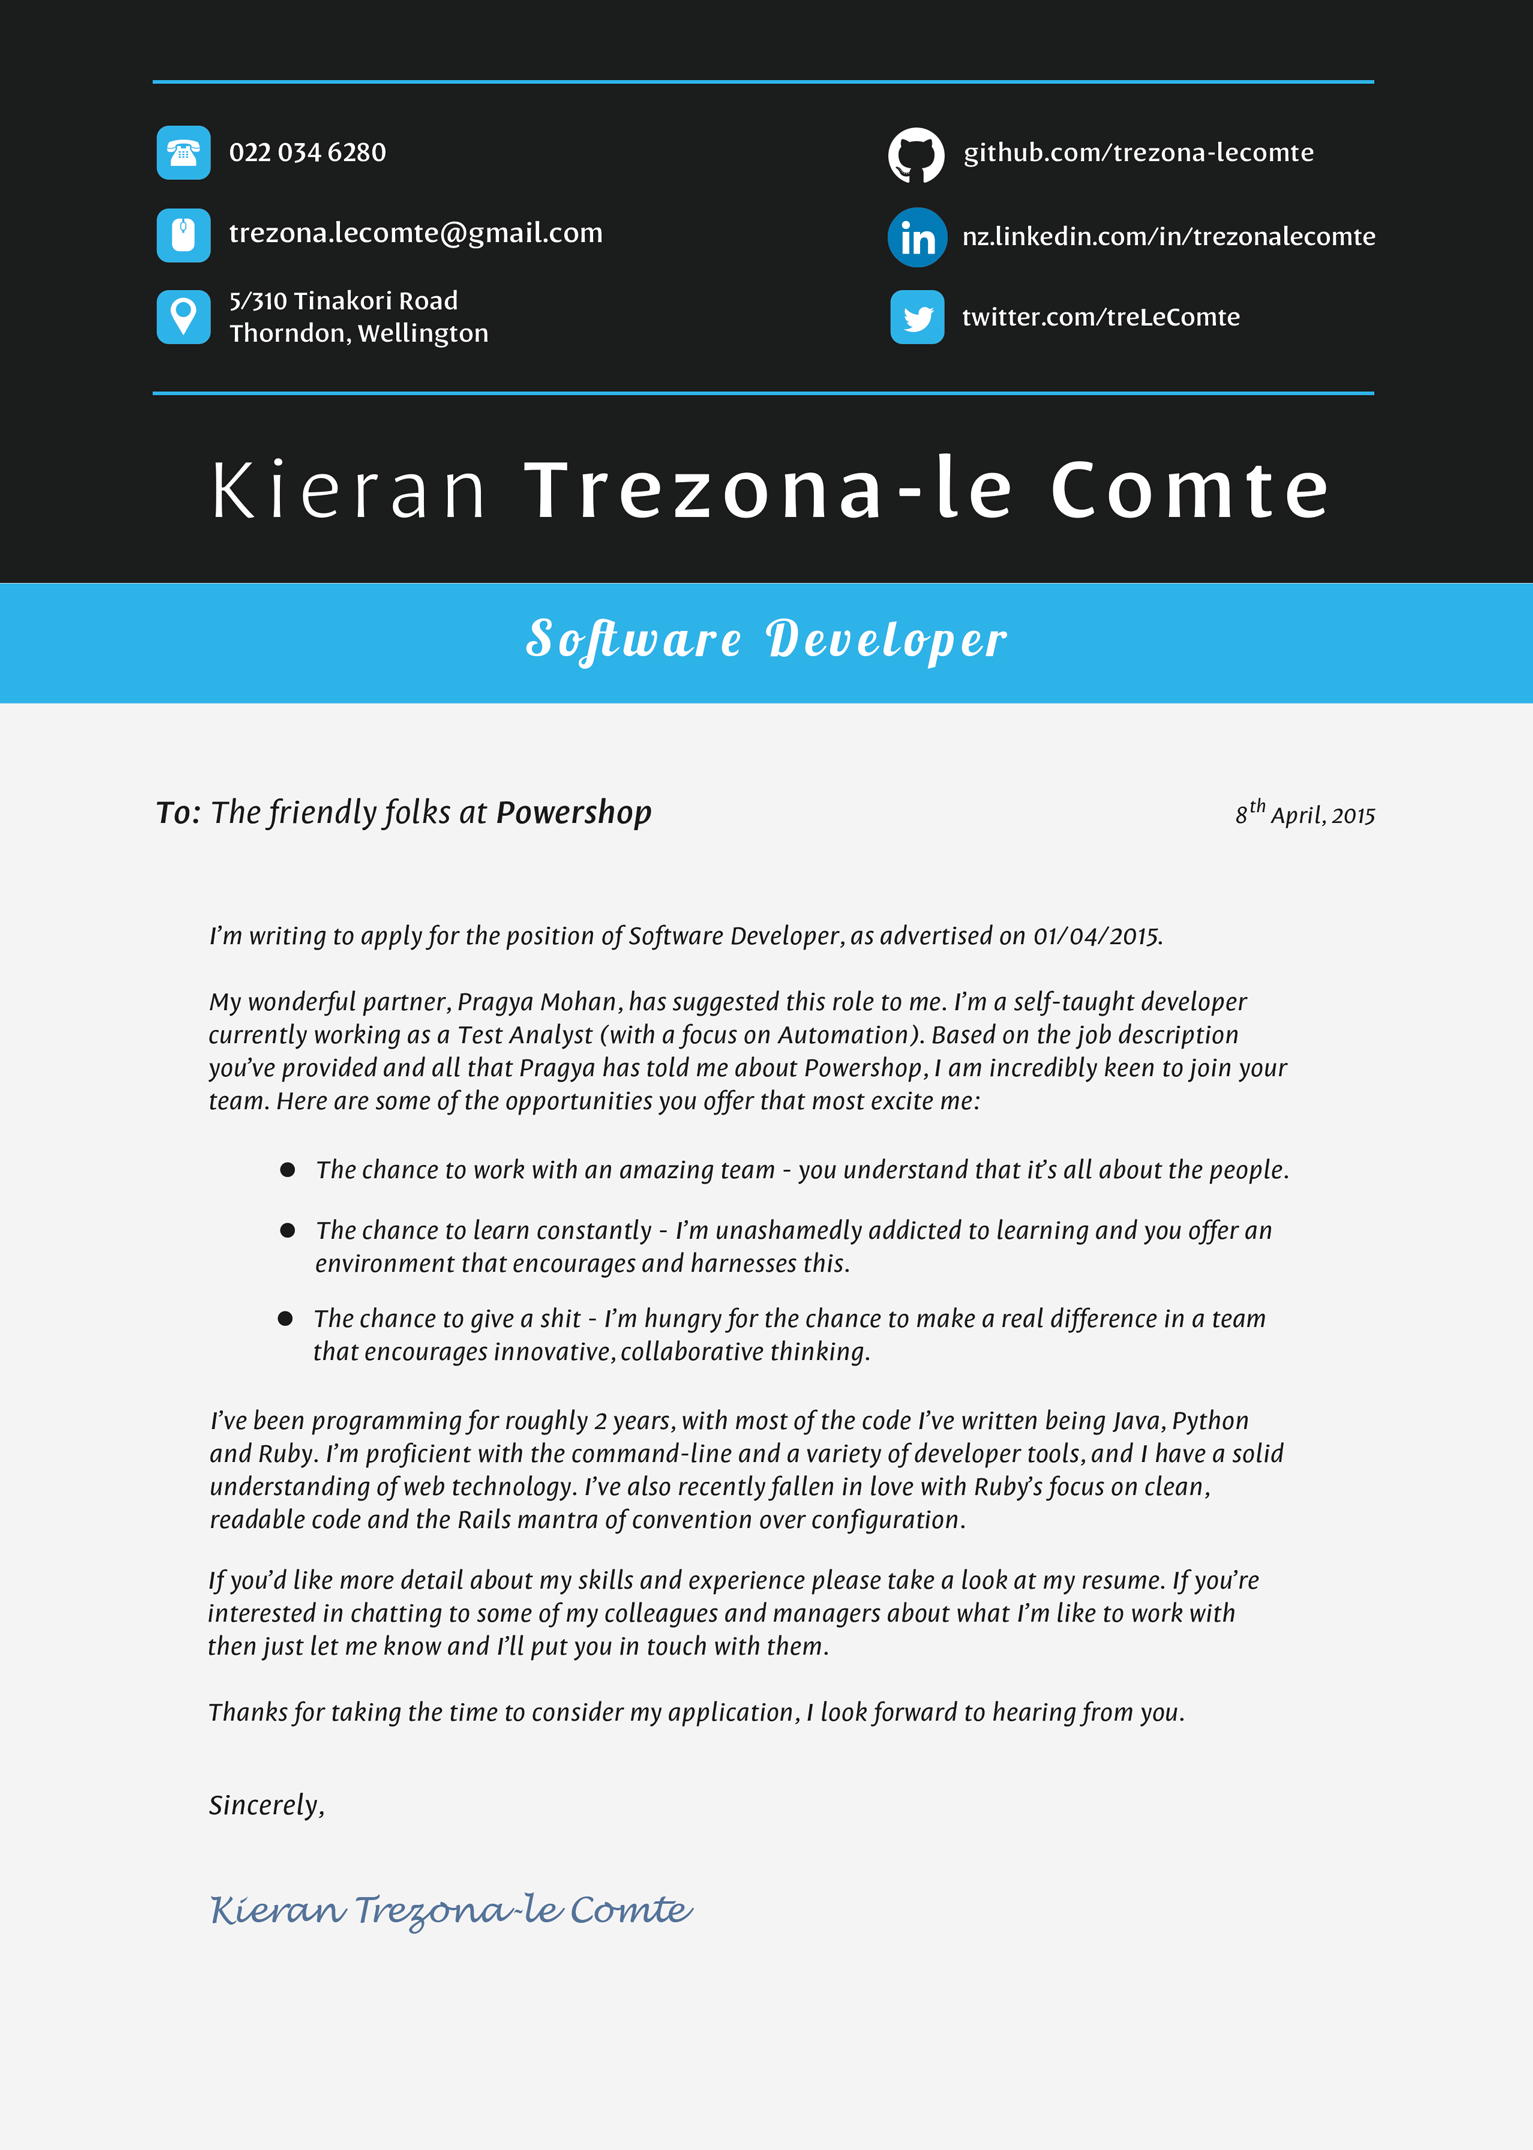 022 034 6280
trezona.lecomte@gmail.com
5/310 Tinakori Road
Thorndon, Wellington
github.com/trezona-lecomte
in nz.linkedin.com/in/trezonalecomte
twitter.com/treLeComte
Kieran Trezona-le Comte
Software Developer
To: The friendly folks at Powershop
8th April, 2015
I’m writing to apply for the position of Software Developer, as advertised on 01/04/2015.
My wonderful partner, Pragya Mohan, has suggested this role to me. I’m a self-taught developer
currently working as a Test Analyst (with a focus on Automation). Based on the job description
you’ve provided and all that Pragya has told me about Powershop, I am incredibly keen to join your
team. Here are some of the opportunities you offer that most excite me:
● The chance to work with an amazing team - you understand that it’s all about the people.
● The chance to learn constantly - I’m unashamedly addicted to learning and you offer an
environment that encourages and harnesses this.
● The chance to give a shit - I’m hungry for the chance to make a real difference in a team
that encourages innovative, collaborative thinking.
I’ve been programming for roughly 2 years, with most of the code I’ve written being Java, Python
and Ruby. I’m proficient with the command-line and a variety of developer tools, and I have a solid
understanding of web technology. I’ve also recently fallen in love with Ruby’s focus on clean,
readable code and the Rails mantra of convention over configuration.
If you’d like more detail about my skills and experience please take a look at my resume. If you’re
interested in chatting to some of my colleagues and managers about what I’m like to work with
then just let me know and I’ll put you in touch with them.
Thanks for taking the time to consider my application, I look forward to hearing from you.
Sincerely,
Kieran Trezona-le Comte